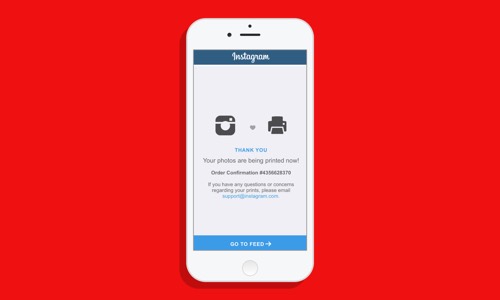 Instagram
THANK YOU
Your photos are being printed now!
Order Confirmation #4356628370
If you have any questions or concerns
regarding your prints, please email
support@instagram.com.
GO TO FEED